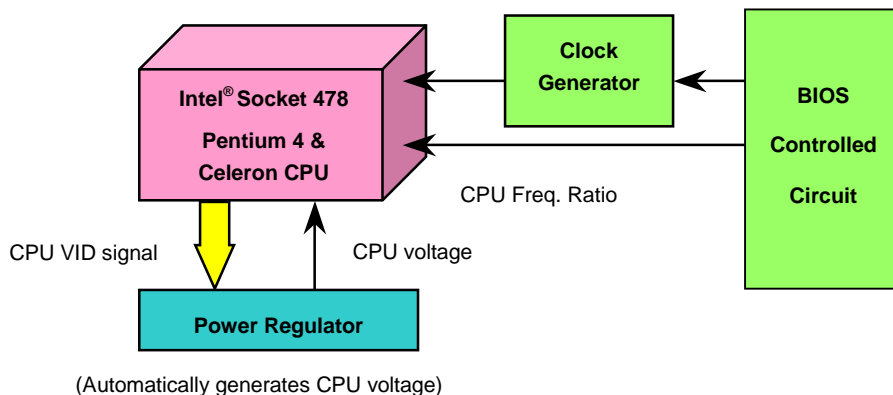 Intel® Socket 478
Pentium 4 &
Celeron CPU
Clock
Generator
BIOS
Controlled
Circuit
CPU Freq. Ratio
CPU VID signal
CPU voltage
Power Regulator
(Automatically generates CPU voltage)